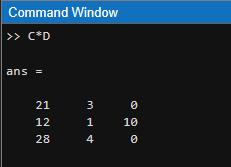 Command Window
>> C*D
ans =
21 3 0
12 1 10
28 4 0